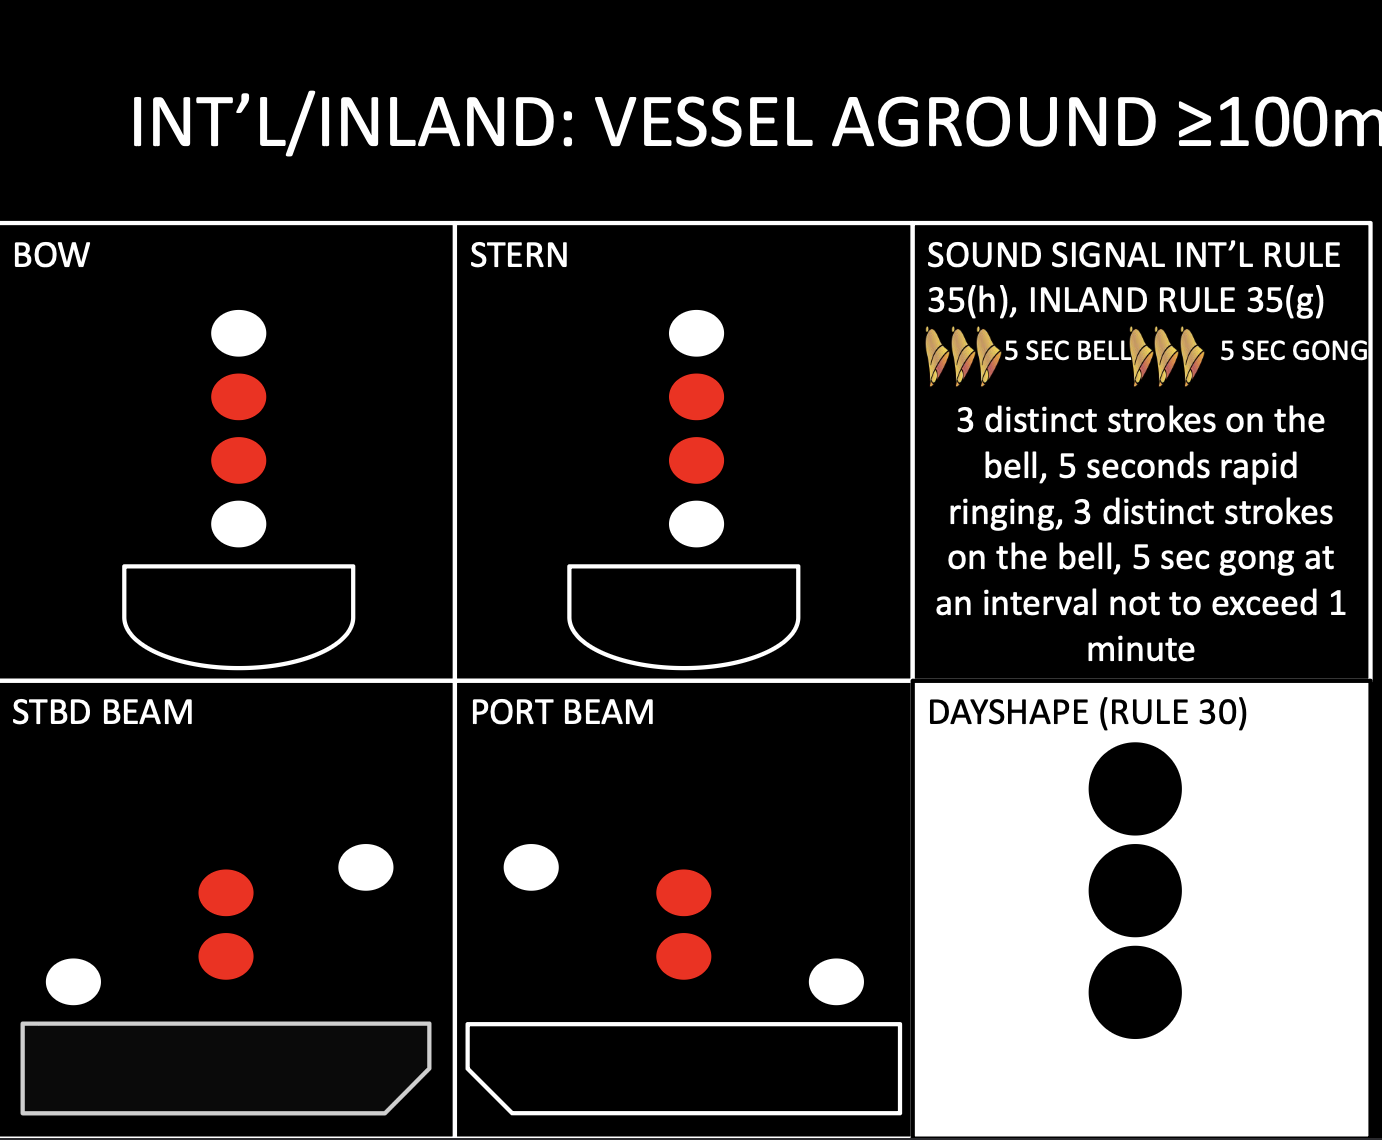 INT’L/INLAND: VESSEL AGROUND ≥100m
BOW
STERN
SOUND SIGNAL INT’L RULE
35(h), INLAND RULE 35(g)
5 SEC BELL 5 SEC GONG
3 distinct strokes on the
bell, 5 seconds rapid
ringing, 3 distinct strokes
on the bell, 5 sec gong at
an interval not to exceed 1
minute
STBD BEAM
PORT BEAM
DAYSHAPE (RULE 30)